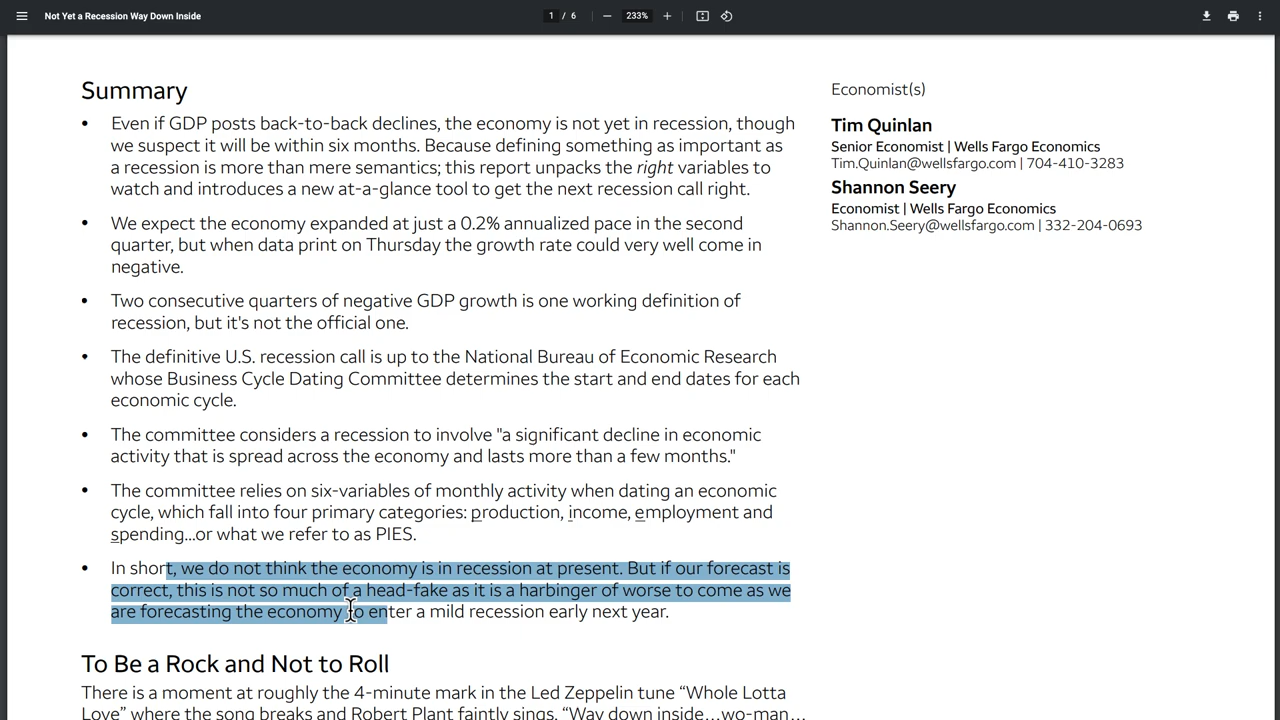 Not Yet a Recession Way Down Inside
1 / 6
233%
Summary
• Even if GDP posts back-to-back declines, the economy is not yet in recession, though
we suspect it will be within six months. Because defining something as important as
a recession is more than mere semantics; this report unpacks the right variables to
watch and introduces a new at-a-glance tool to get the next recession call right.
• We expect the economy expanded at just a 0.2% annualized pace in the second
quarter, but when data print on Thursday the growth rate could very well come in
negative.
• Two consecutive quarters of negative GDP growth is one working definition of
recession, but it's not the official one.
• The definitive U.S. recession call is up to the National Bureau of Economic Research
whose Business Cycle Dating Committee determines the start and end dates for each
economic cycle.
• The committee considers a recession to involve "a significant decline in economic
activity that is spread across the economy and lasts more than a few months."
• The committee relies on six-variables of monthly activity when dating an economic
cycle, which fall into four primary categories: production, income, employment and
spending...or what we refer to as PIES.
• In short, we do not think the economy is in recession at present. But if our forecast is
correct, this is not so much of a head-fake as it is a harbinger of worse to come as we
are forecasting the economy to enter a mild recession early next year.
To Be a Rock and Not to Roll
There is a moment at roughly the 4-minute mark in the Led Zeppelin tune “Whole Lotta
Love” where the song breaks and Robert Plant faintly sings, “Way down inside…wo-man…
Economist(s)
Tim Quinlan
Senior Economist | Wells Fargo Economics
Tim.Quinlan@wellsfargo.com | 704-410-3283
Shannon Seery
Economist | Wells Fargo Economics
Shannon.Seery@wellsfargo.com | 332-204-0693